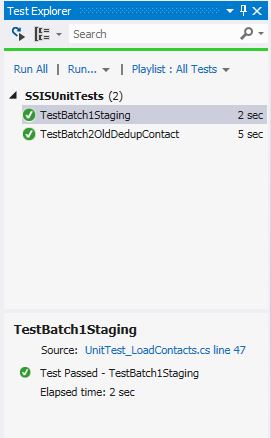 Test Explorer
Search
Run All | Run... Playlist : All Tests
SSISUnitTests (2)
TestBatch1Staging 2 sec
TestBatch2OldDedupContact 5 sec
TestBatch1Staging
Source: UnitTest_LoadContacts.cs line 47
Test Passed - TestBatch1Staging
Elapsed time: 2 sec